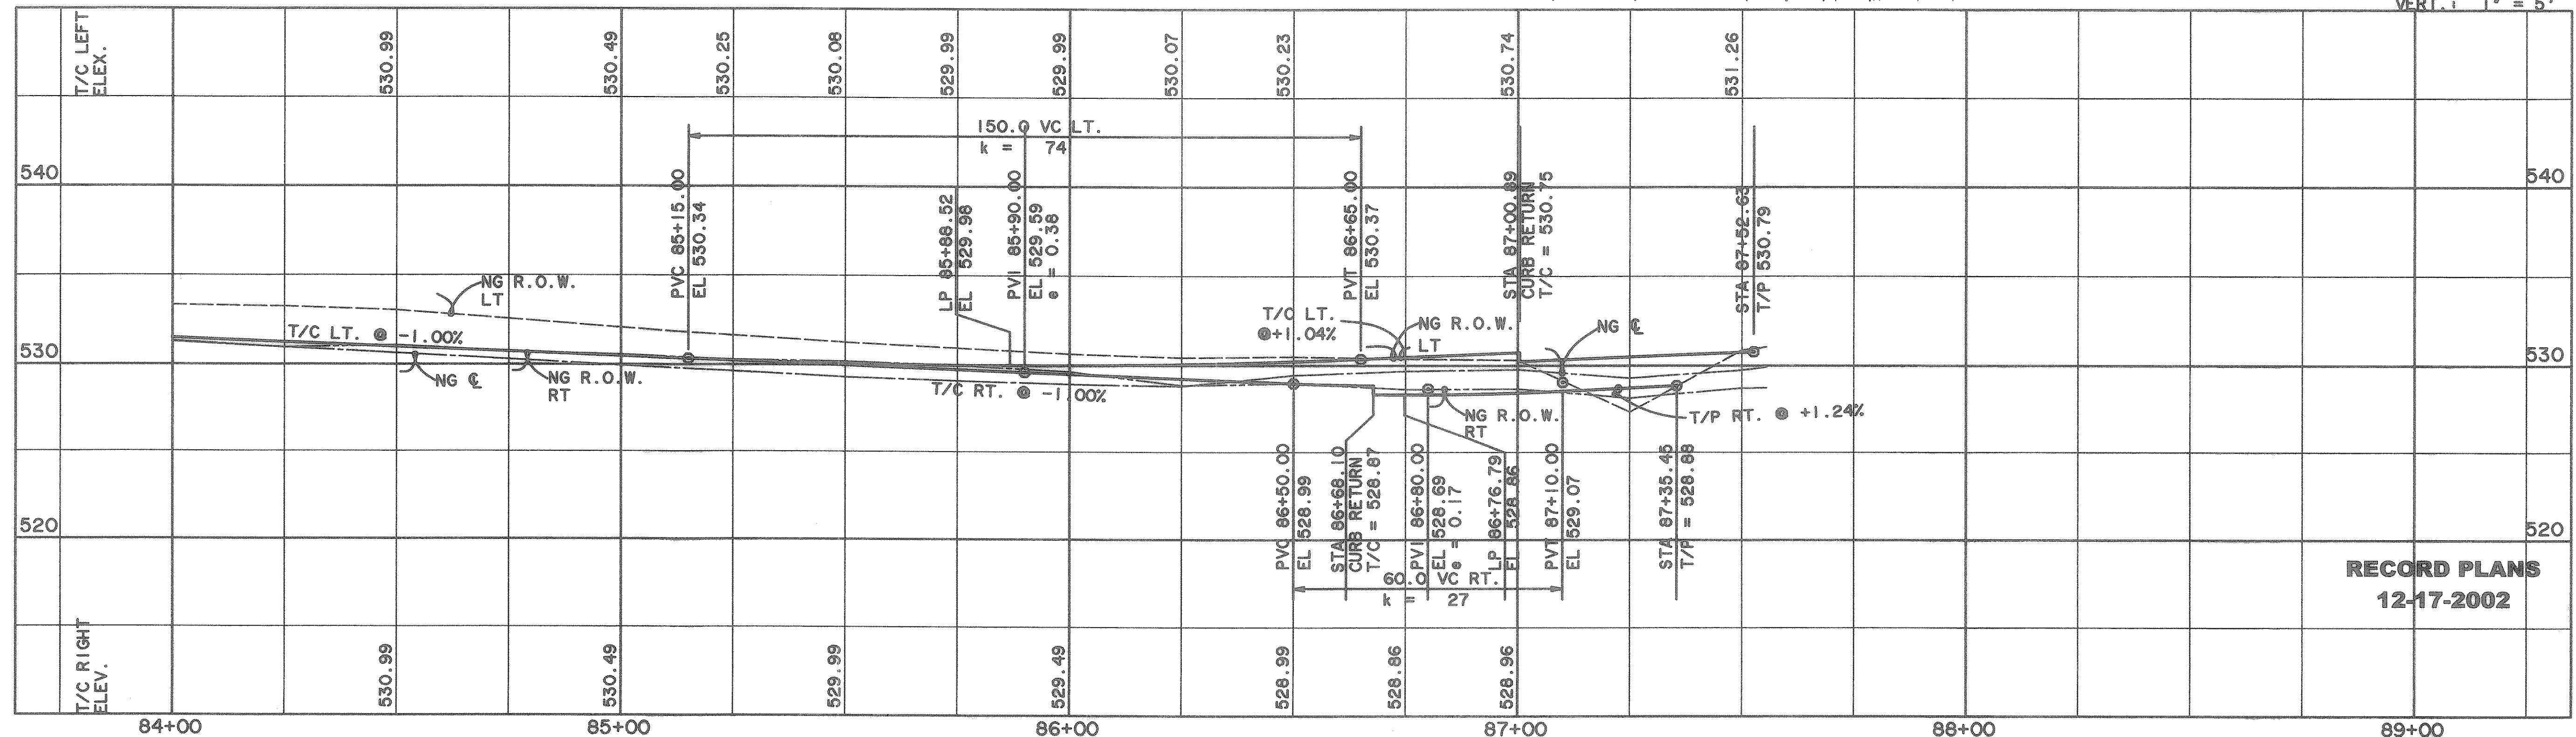 VERT.: 1" = 5'
T/C LEFT
ELEX.
530.99
530.49
530.25
530.08
529.99
529.99
530.07
530.23
530.74
531.26
150.0 VC LT.
k = 74
540
540
PVC 85+15.00
EL 530.34
LP 85+88.52
EL 529.98
PVI 85+90.00
EL 529.59
e = 0.38
PVT 86+65.00
EL 530.37
STA 87+00.89
CURB RETURN
T/C = 530.75
STA 87+52.63
T/P 530.79
NG R.O.W.
LT
T/C LT. @ -1.00%
T/C LT.
@+1.04%
NG R.O.W.
LT
NG ℄
530
530
NG ℄
NG R.O.W.
RT
T/C RT. @ -1.00%
NG R.O.W.
RT
T/P RT. @ +1.24%
PVC 86+50.00
EL 528.99
STA 86+68.10
CURB RETURN
T/C = 528.87
PVI 86+80.00
EL 528.69
e = 0.17
LP 86+76.79
EL 528.86
PVT 87+10.00
EL 529.07
STA 87+35.45
T/P = 528.88
520
520
60.0 VC RT.
k = 27
RECORD PLANS
12-17-2002
T/C RIGHT
ELEV.
530.99
530.49
529.99
529.49
528.99
528.86
528.96
84+00
85+00
86+00
87+00
88+00
89+00